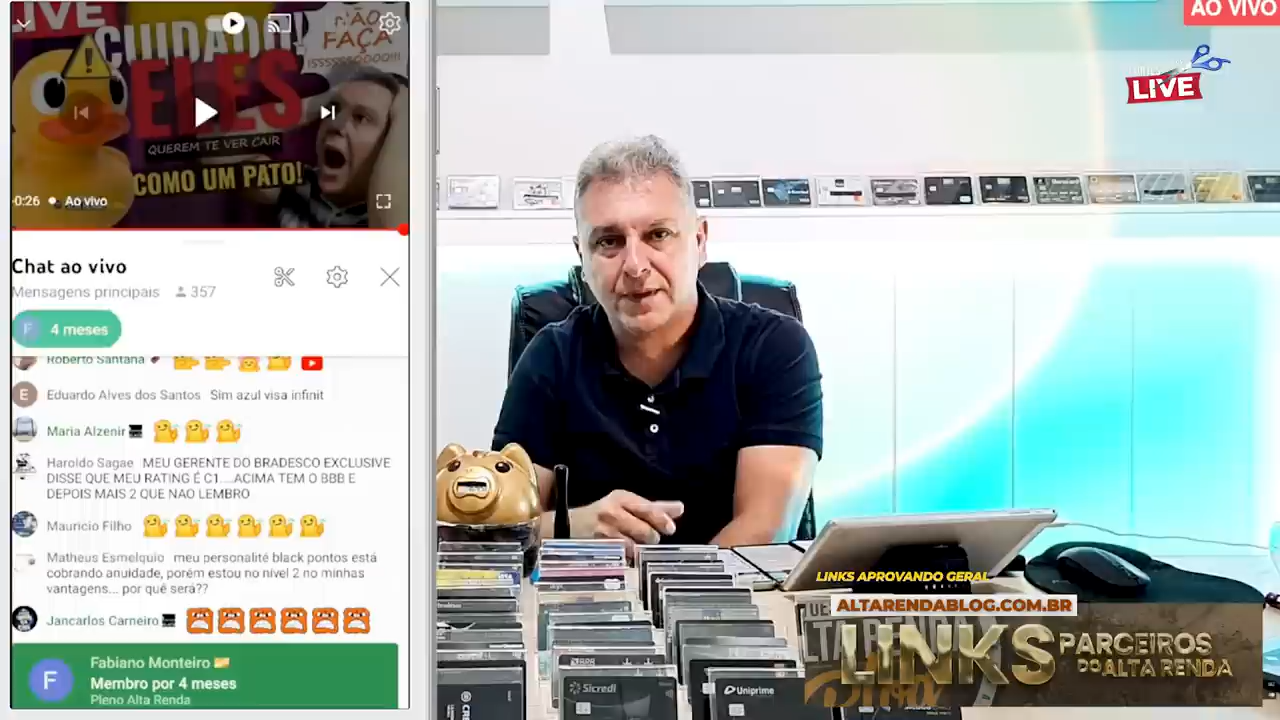 LIVE
CUIDADO!
NÃO
FAÇA
ISSSSSSOOOO!!!
ELES
QUEREM TE VER CAIR
COMO UM PATO!
0:26 • Ao vivo
Chat ao vivo
Mensagens principais 357
F 4 meses
Roberto Santana
E Eduardo Alves dos Santos Sim azul visa infinit
Maria Alzenir
Haroldo Sagae MEU GERENTE DO BRADESCO EXCLUSIVE
DISSE QUE MEU RATING É C1....ACIMA TEM O BBB E
DEPOIS MAIS 2 QUE NAO LEMBRO
Mauricio Filho
Matheus Esmelquio meu personalité black pontos está
cobrando anuidade, porém estou no nível 2 no minhas
vantagens... por quê será??
Jancarlos Carneiro
F Fabiano Monteiro
Membro por 4 meses
Pleno Alta Renda
AO VIVO
LIVE
LINKS APROVANDO GERAL
ALTARENDABLOG.COM.BR
LINKS PARCEIROS
DO ALTA RENDA
Sicredi
Uniprime